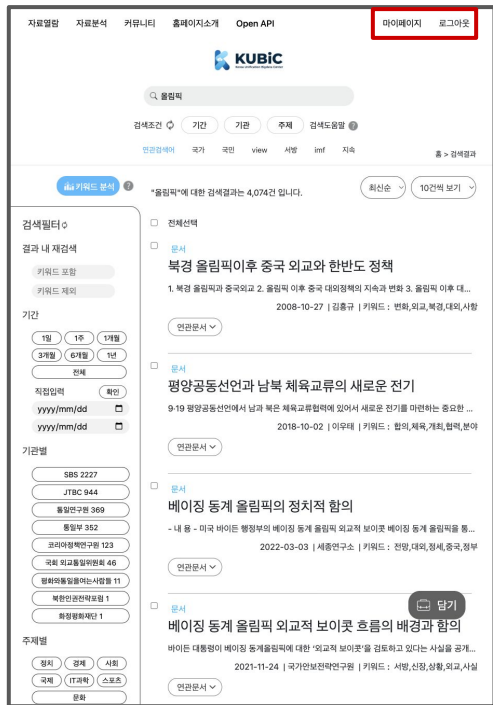 자료열람 자료분석 커뮤니티 홈페이지소개 Open API 마이페이지 로그아웃
KUBiC
올림픽
검색조건 기간 기관 주제 검색도움말 ?
연관검색어 국가 국민 view 서방 imf 지속
홈 > 검색결과
키워드 분석 ?
"올림픽"에 대한 검색결과는 4,074건 입니다.
최신순 10건씩 보기
검색필터
결과 내 재검색
키워드 포함
키워드 제외
기간
1일 1주 1개월
3개월 6개월 1년
전체
직접입력 확인
yyyy/mm/dd
yyyy/mm/dd
기관별
SBS 2227
JTBC 944
통일연구원 369
통일부 352
코리아정책연구원 123
국회 외교통일위원회 46
평화와통일을여는사람들 11
북한인권전략포럼 1
화정평화재단 1
주제별
정치 경제 사회
국제 IT과학 스포츠
문화
전체선택
문서
북경 올림픽이후 중국 외교와 한반도 정책
1. 북경 올림픽과 중국외교 2. 올림픽 이후 중국 대외정책의 지속과 변화 3. 올림픽 이후 대...
2008-10-27 | 김흥규 | 키워드 : 변화,외교,북경,대외,사항
연관문서
문서
평양공동선언과 남북 체육교류의 새로운 전기
9·19 평양공동선언에서 남과 북은 체육교류협력에 있어서 새로운 전기를 마련하는 중요한 ...
2018-10-02 | 이우태 | 키워드 : 합의,체육,개최,협력,분야
연관문서
문서
베이징 동계 올림픽의 정치적 함의
- 내 용 - 미국 바이든 행정부의 베이징 동계 올림픽 외교적 보이콧 베이징 동계 올림픽을 통...
2022-03-03 | 세종연구소 | 키워드 : 전망,대외,정세,중국,정부
연관문서
문서
베이징 동계 올림픽 외교적 보이콧 흐름의 배경과 함의
바이든 대통령이 베이징 동계올림픽에 대한 '외교적 보이콧'을 검토하고 있다는 사실을 공개...
2021-11-24 | 국가안보전략연구원 | 키워드 : 서방,신장,상황,외교,사실
연관문서
담기